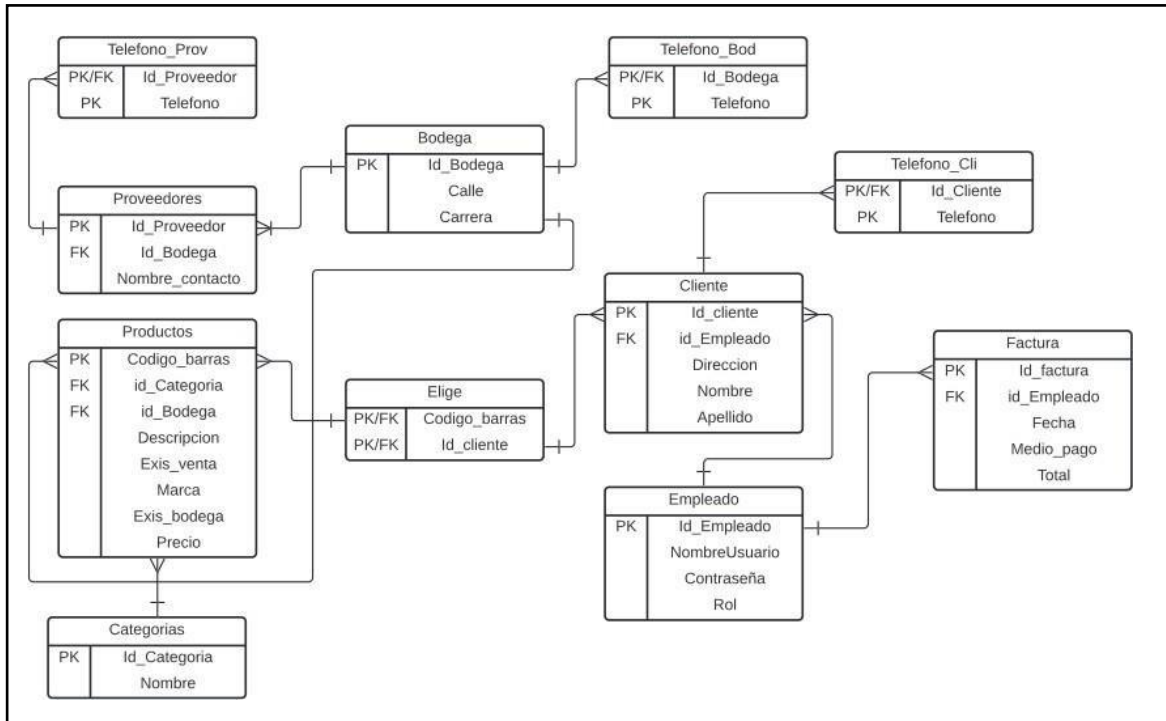 Telefono_Prov
PK/FK Id_Proveedor
PK Telefono
Telefono_Bod
PK/FK Id_Bodega
PK Telefono
Bodega
PK Id_Bodega
Calle
Carrera
Telefono_Cli
PK/FK Id_Cliente
PK Telefono
Proveedores
PK Id_Proveedor
FK Id_Bodega
Nombre_contacto
Cliente
PK Id_cliente
FK id_Empleado
Direccion
Nombre
Apellido
Productos
PK Codigo_barras
FK id_Categoria
FK id_Bodega
Descripcion
Exis_venta
Marca
Exis_bodega
Precio
Factura
PK Id_factura
FK id_Empleado
Fecha
Medio_pago
Total
Elige
PK/FK Codigo_barras
PK/FK Id_cliente
Empleado
PK Id_Empleado
NombreUsuario
Contraseña
Rol
Categorias
PK Id_Categoria
Nombre